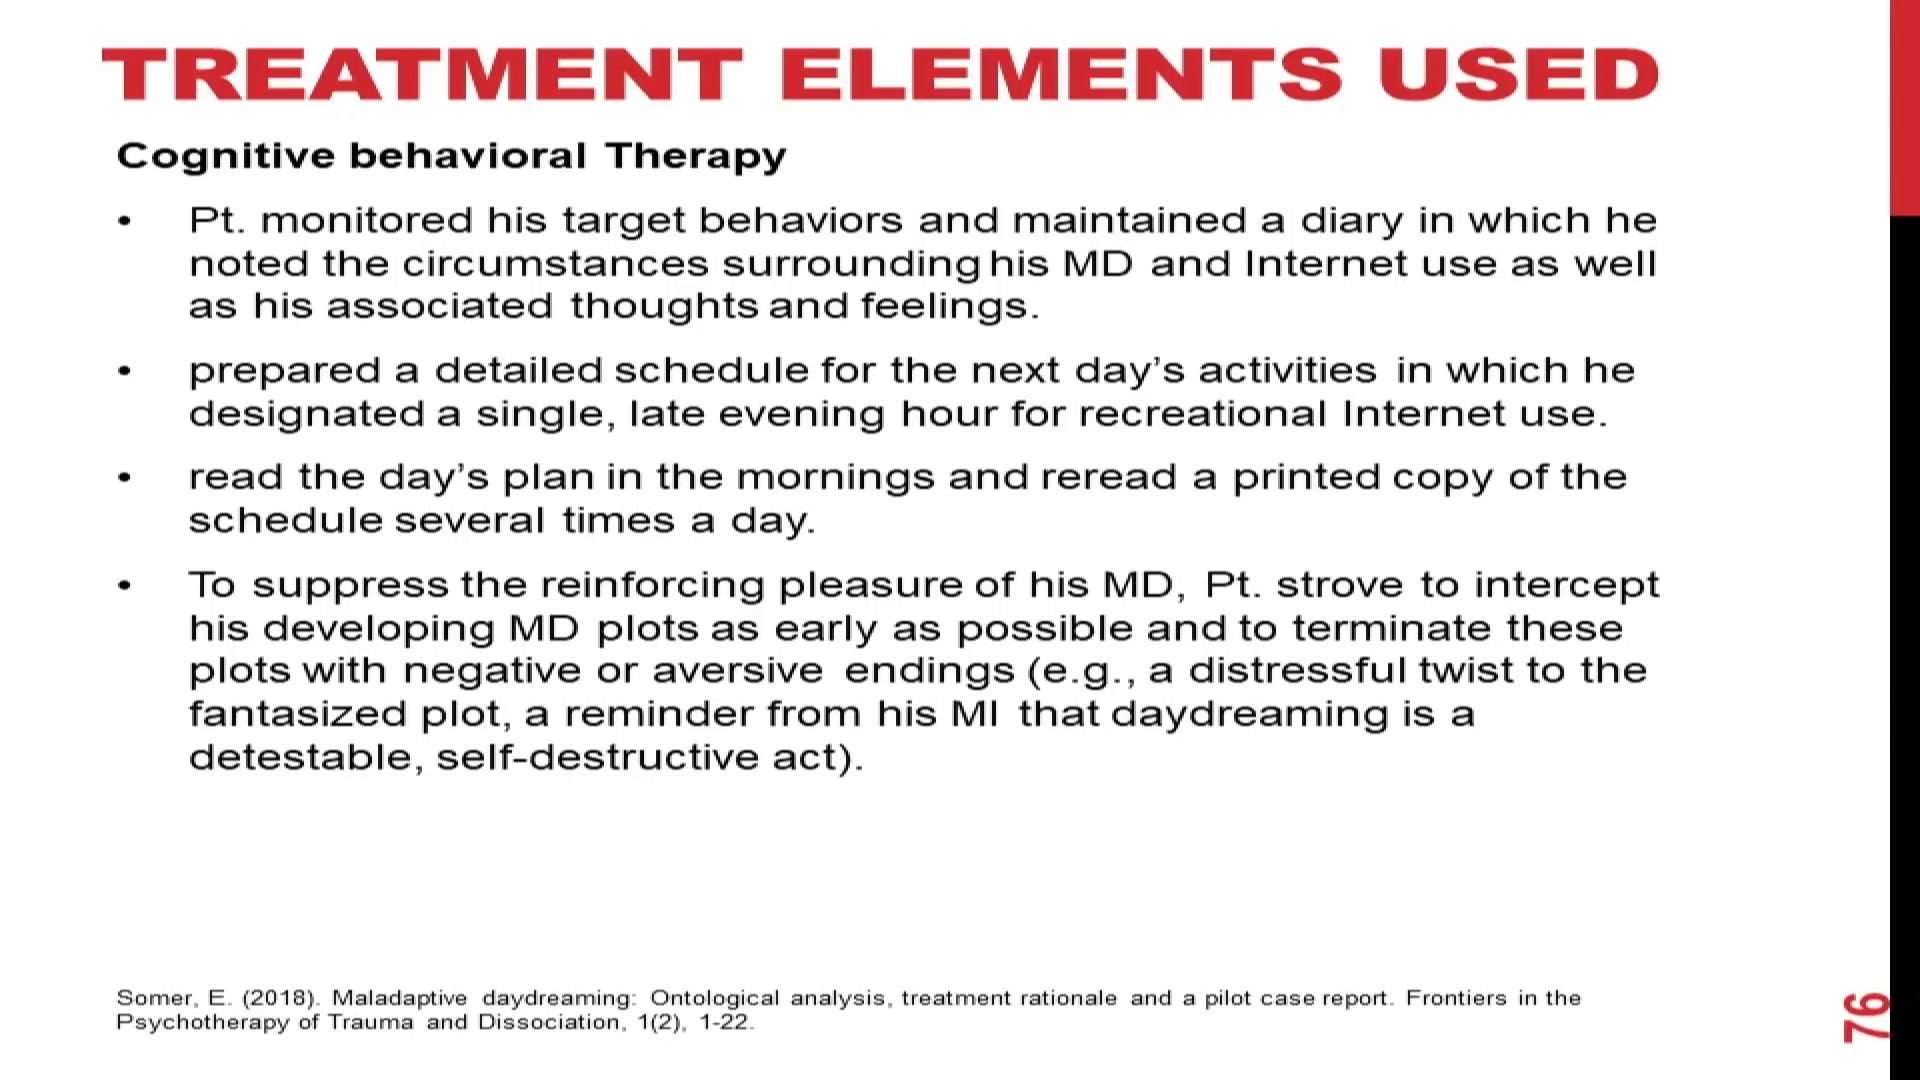 TREATMENT ELEMENTS USED
Cognitive behavioral Therapy
• Pt. monitored his target behaviors and maintained a diary in which he
noted the circumstances surrounding his MD and Internet use as well
as his associated thoughts and feelings.
• prepared a detailed schedule for the next day's activities in which he
designated a single, late evening hour for recreational Internet use.
• read the day's plan in the mornings and reread a printed copy of the
schedule several times a day.
• To suppress the reinforcing pleasure of his MD, Pt. strove to intercept
his developing MD plots as early as possible and to terminate these
plots with negative or aversive endings (e.g., a distressful twist to the
fantasized plot, a reminder from his MI that daydreaming is a
detestable, self-destructive act).
Somer, E. (2018). Maladaptive daydreaming: Ontological analysis, treatment rationale and a pilot case report. Frontiers in the
Psychotherapy of Trauma and Dissociation, 1(2), 1-22.
76